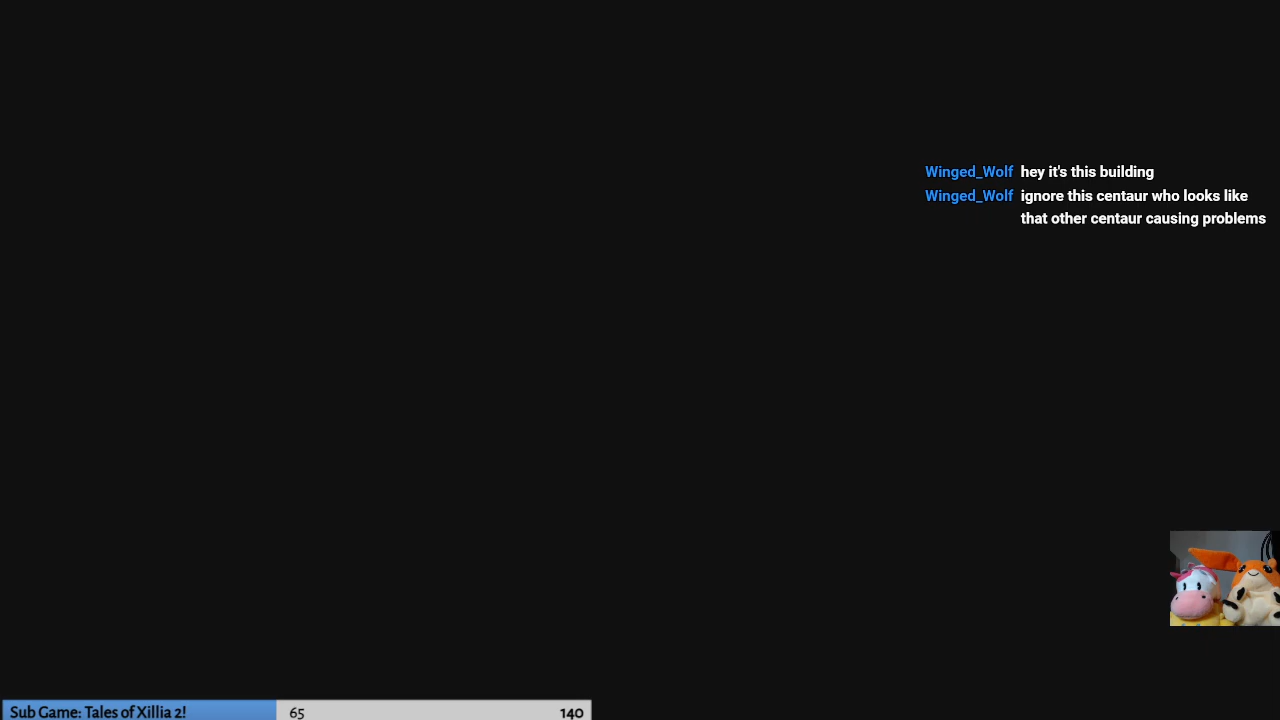 Winged_Wolf hey it's this building
Winged_Wolf ignore this centaur who looks like
that other centaur causing problems
Sub Game: Tales of Xillia 2! 65 140